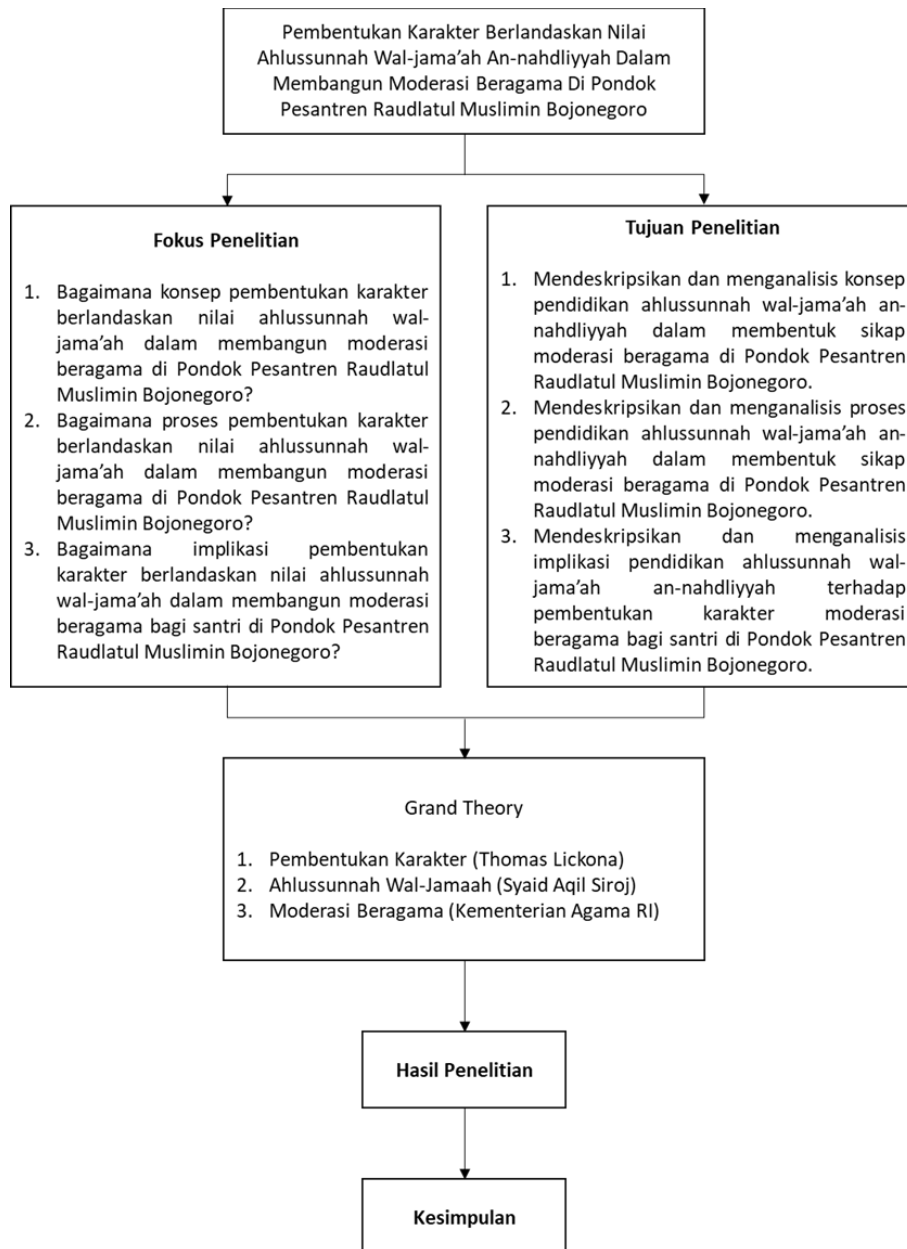 Pembentukan Karakter Berlandaskan Nilai
Ahlussunnah Wal-jama’ah An-nahdliyyah Dalam
Membangun Moderasi Beragama Di Pondok
Pesantren Raudlatul Muslimin Bojonegoro
Fokus Penelitian
1. Bagaimana konsep pembentukan karakter
berlandaskan nilai ahlussunnah wal-
jama’ah dalam membangun moderasi
beragama di Pondok Pesantren Raudlatul
Muslimin Bojonegoro?
2. Bagaimana proses pembentukan karakter
berlandaskan nilai ahlussunnah wal-
jama’ah dalam membangun moderasi
beragama di Pondok Pesantren Raudlatul
Muslimin Bojonegoro?
3. Bagaimana implikasi pembentukan
karakter berlandaskan nilai ahlussunnah
wal-jama’ah dalam membangun moderasi
beragama bagi santri di Pondok Pesantren
Raudlatul Muslimin Bojonegoro?
Tujuan Penelitian
1. Mendeskripsikan dan menganalisis konsep
pendidikan ahlussunnah wal-jama’ah an-
nahdliyyah dalam membentuk sikap
moderasi beragama di Pondok Pesantren
Raudlatul Muslimin Bojonegoro.
2. Mendeskripsikan dan menganalisis proses
pendidikan ahlussunnah wal-jama’ah an-
nahdliyyah dalam membentuk sikap
moderasi beragama di Pondok Pesantren
Raudlatul Muslimin Bojonegoro.
3. Mendeskripsikan dan menganalisis
implikasi pendidikan ahlussunnah wal-
jama’ah an-nahdliyyah terhadap
pembentukan karakter moderasi
beragama bagi santri di Pondok Pesantren
Raudlatul Muslimin Bojonegoro.
Grand Theory
1. Pembentukan Karakter (Thomas Lickona)
2. Ahlussunnah Wal-Jamaah (Syaid Aqil Siroj)
3. Moderasi Beragama (Kementerian Agama RI)
Hasil Penelitian
Kesimpulan